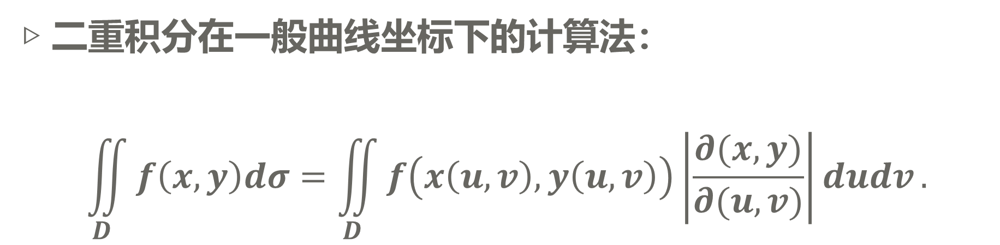 ▷ 二重积分在一般曲线坐标下的计算法：
∬_D f(x, y)dσ = ∬_D f(x(u, v), y(u, v)) |∂(x, y)/∂(u, v)| dudv .